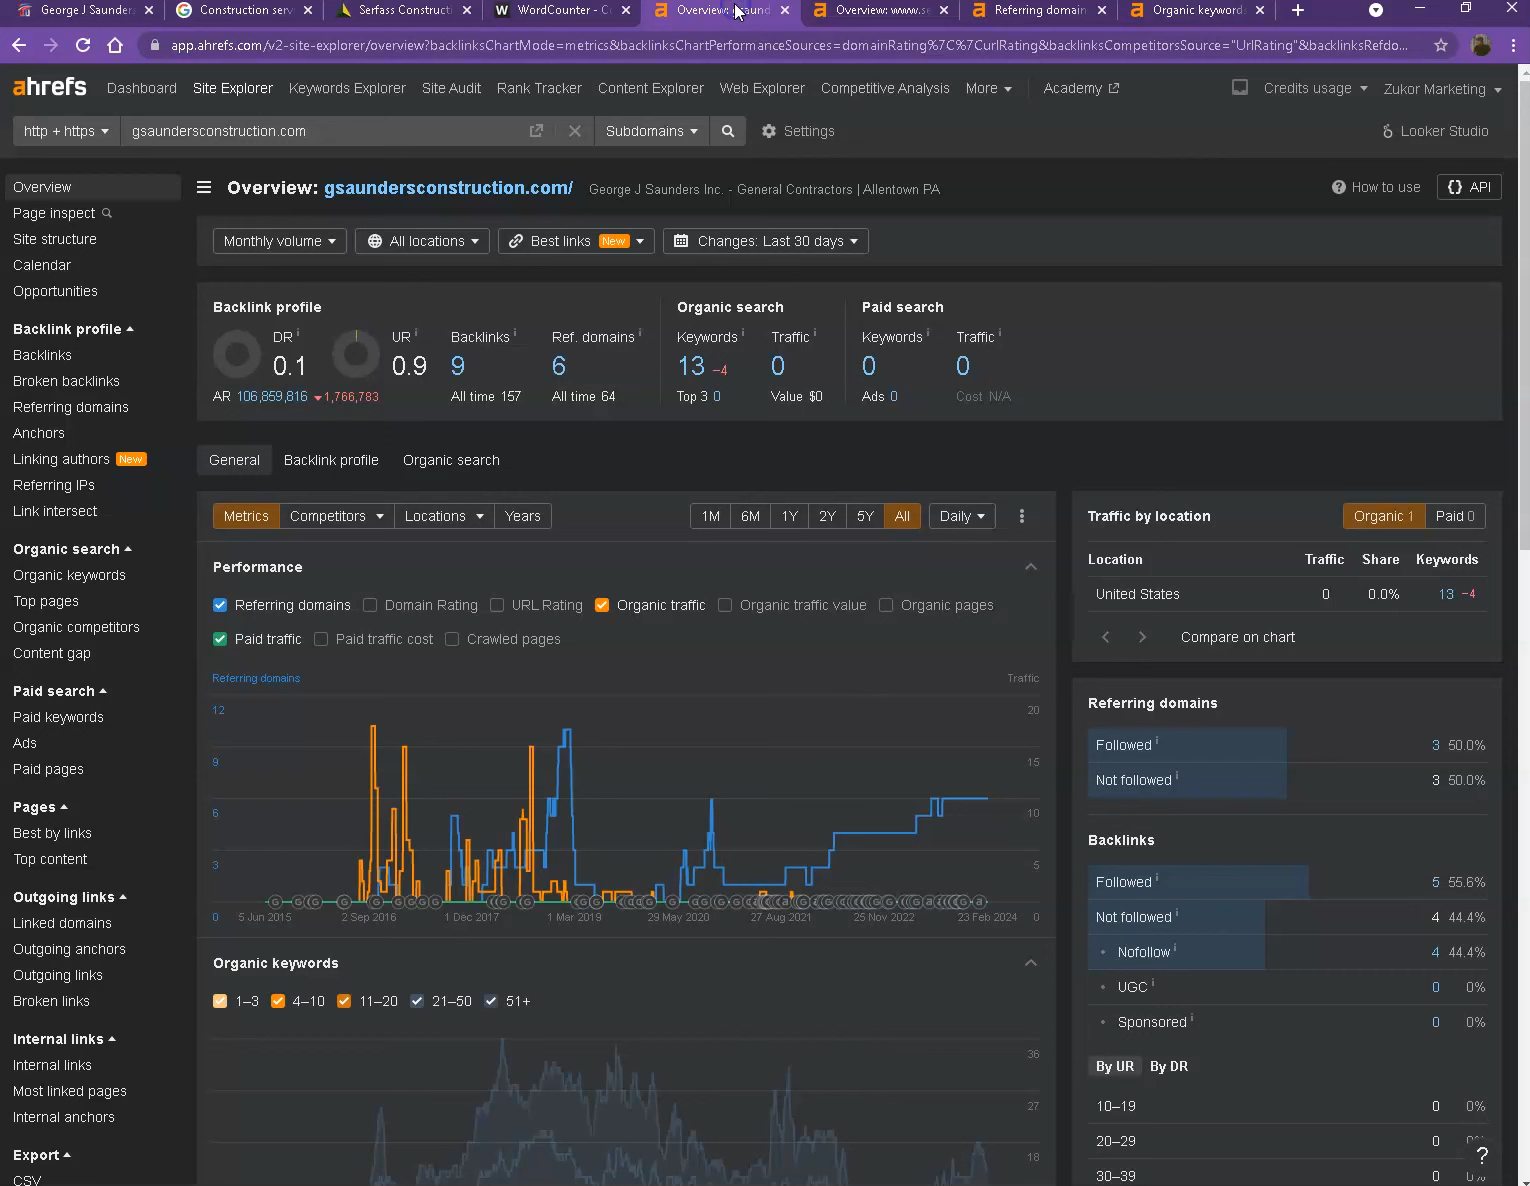 George J Saunders
Construction serv
Serfass Constructi
WordCounter - C
Overview:
Overview: www.se
Referring domain
Organic keyword
app.ahrefs.com/v2-site-explorer/overview?backlinksChartMode=metrics&backlinksChartPerformanceSources=domainRating%7C%7CurlRating&backlinksCompetitorsSource="UrlRating"&backlinksRefdo...
ahrefs Dashboard Site Explorer Keywords Explorer Site Audit Rank Tracker Content Explorer Web Explorer Competitive Analysis More Academy Credits usage Zukor Marketing
http + https gsaundersconstruction.com Subdomains Settings Looker Studio
Overview
Page inspect
Site structure
Calendar
Opportunities
Backlink profile
Backlinks
Broken backlinks
Referring domains
Anchors
Linking authors New
Referring IPs
Link intersect
Organic search
Organic keywords
Top pages
Organic competitors
Content gap
Paid search
Paid keywords
Ads
Paid pages
Pages
Best by links
Top content
Outgoing links
Linked domains
Outgoing anchors
Outgoing links
Broken links
Internal links
Internal links
Most linked pages
Internal anchors
Export
CSV
Overview: gsaundersconstruction.com/ George J Saunders Inc. - General Contractors | Allentown PA How to use {} API
Monthly volume All locations Best links New Changes: Last 30 days
Backlink profile
DR i 0.1
UR i 0.9
AR 106,859,816 1,766,783
Backlinks i
9
All time 157
Ref. domains i
6
All time 64
Organic search
Keywords i
13 –4
Top 3 0
Traffic i
0
Value $0
Paid search
Keywords i
0
Ads 0
Traffic i
0
Cost N/A
General Backlink profile Organic search
Metrics Competitors Locations Years 1M 6M 1Y 2Y 5Y All Daily
Performance
Referring domains Domain Rating URL Rating Organic traffic Organic traffic value Organic pages
Paid traffic Paid traffic cost Crawled pages
Referring domains Traffic
12 20
9 15
6 10
3 5
0 5 Jun 2015 2 Sep 2016 1 Dec 2017 1 Mar 2019 29 May 2020 27 Aug 2021 25 Nov 2022 23 Feb 2024 0
Organic keywords
1–3 4–10 11–20 21–50 51+
36
27
18
Traffic by location Organic 1 Paid 0
Location Traffic Share Keywords
United States 0 0.0% 13 –4
Compare on chart
Referring domains
Followed i 3 50.0%
Not followed i 3 50.0%
Backlinks
Followed i 5 55.6%
Not followed i 4 44.4%
Nofollow i 4 44.4%
UGC i 0 0%
Sponsored i 0 0%
By UR By DR
10–19 0 0%
20–29 0
30–39 0
?